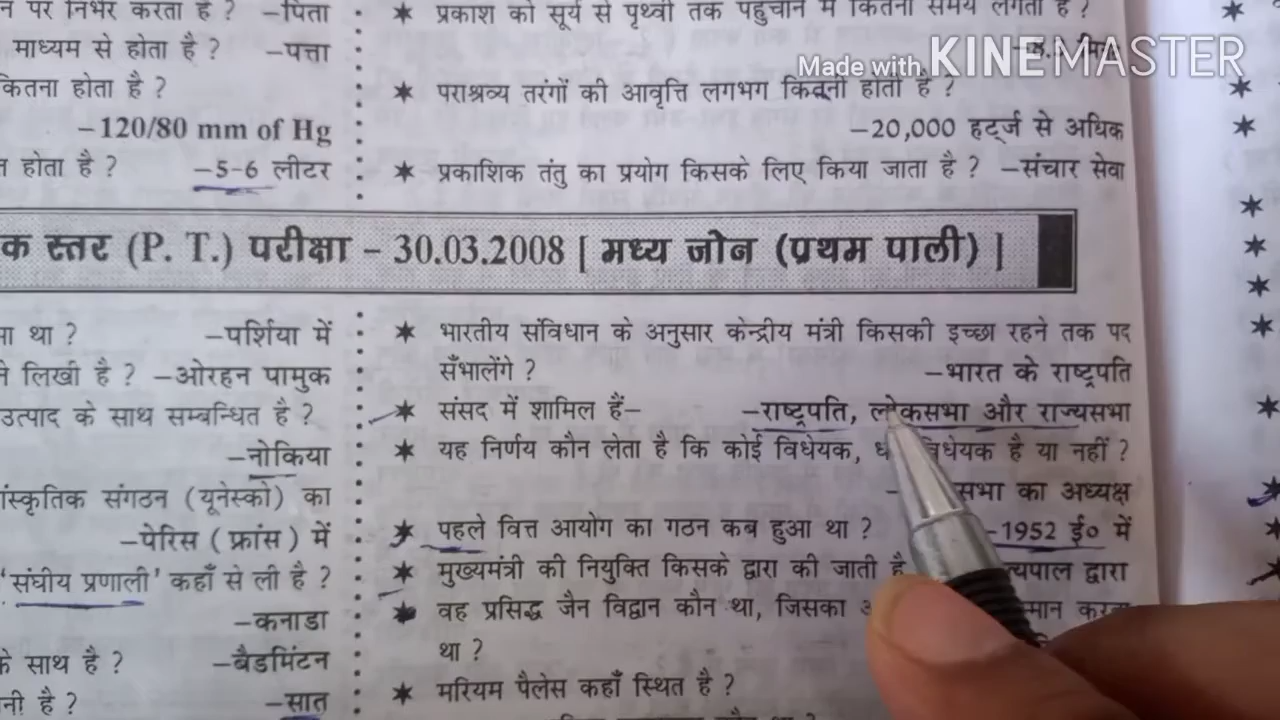 न पर निर्भर करता है ? –पिता
माध्यम से होता है ? –पत्ता
कितना होता है ?
–120/80 mm of Hg
होता है ? –5-6 लीटर
★ प्रकाश को सूर्य से पृथ्वी तक पहुँचाने में कितना समय लगता है ?
Made with KINEMASTER
★ पराश्रव्य तरंगों की आवृत्ति लगभग कितनी होती है ?
–20,000 हर्ट्ज से अधिक
★ प्रकाशिक तंतु का प्रयोग किसके लिए किया जाता है ? –संचार सेवा
क स्तर (P. T.) परीक्षा – 30.03.2008 [ मध्य जोन (प्रथम पाली) ]
था ? –पर्शिया में
ने लिखी है ? –ओरहन पामुक
उत्पाद के साथ सम्बन्धित है ?
–नोकिया
ांस्कृतिक संगठन (यूनेस्को) का
–पेरिस ( फ्रांस ) में
'संघीय प्रणाली' कहाँ से ली है ?
–कनाडा
के साथ है ? –बैडमिंटन
है ? –सात
★ भारतीय संविधान के अनुसार केन्द्रीय मंत्री किसकी इच्छा रहने तक पद
सँभालेंगे ? –भारत के राष्ट्रपति
★ संसद में शामिल हैं– –राष्ट्रपति, लोकसभा और राज्यसभा
★ यह निर्णय कौन लेता है कि कोई विधेयक, विधेयक है या नहीं ?
सभा का अध्यक्ष
★ पहले वित्त आयोग का गठन कब हुआ था ? –1952 ई० में
★ मुख्यमंत्री की नियुक्ति किसके द्वारा की जाती है ्यपाल द्वारा
★ वह प्रसिद्ध जैन विद्वान कौन था, जिसका करता
था ?
★ मरियम पैलेस कहाँ स्थित है ?